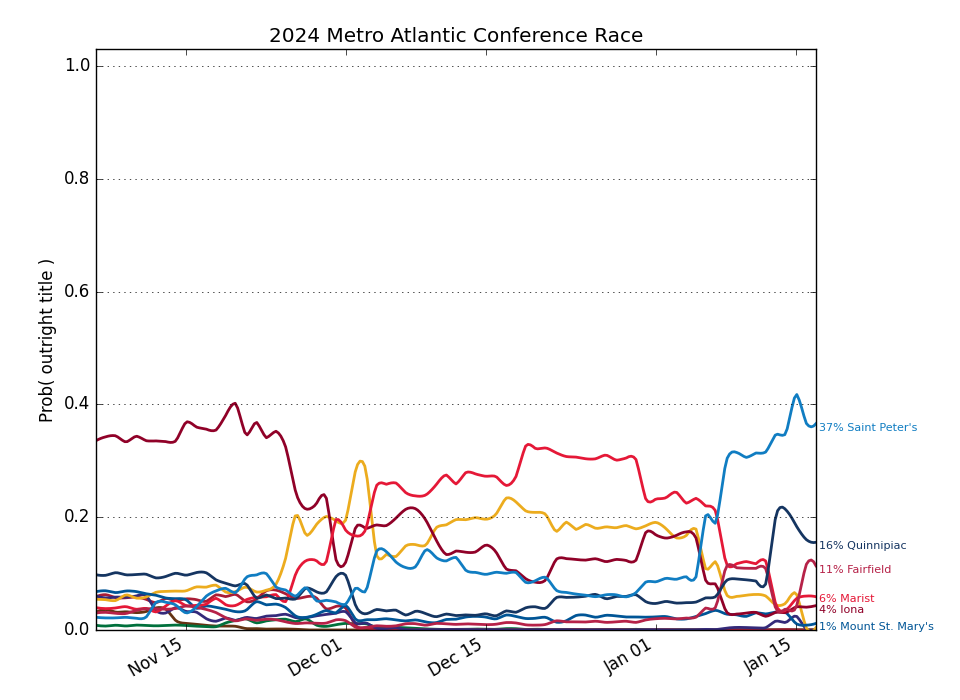 2024 Metro Atlantic Conference Race
Prob( outright title )
1.0
0.8
0.6
0.4
0.2
0.0
37% Saint Peter's
16% Quinnipiac
11% Fairfield
6% Marist
4% Iona
1% Mount St. Mary's
Nov 15
Dec 01
Dec 15
Jan 01
Jan 15